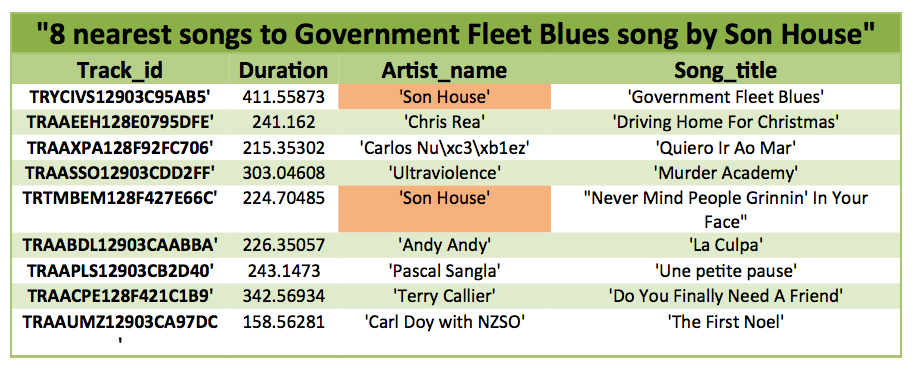 "8 nearest songs to Government Fleet Blues song by Son House"
Track_id Duration Artist_name Song_title
TRYCIVS12903C95AB5' 411.55873 'Son House' 'Government Fleet Blues'
TRAAEEH128E0795DFE' 241.162 'Chris Rea' 'Driving Home For Christmas'
TRAAXPA128F92FC706' 215.35302 'Carlos Nu\xc3\xb1ez' 'Quiero Ir Ao Mar'
TRAASSO12903CDD2FF' 303.04608 'Ultraviolence' 'Murder Academy'
TRTMBEM128F427E66C' 224.70485 'Son House' "Never Mind People Grinnin' In Your
Face"
TRAABDL12903CAABBA' 226.35057 'Andy Andy' 'La Culpa'
TRAAPLS12903CB2D40' 243.1473 'Pascal Sangla' 'Une petite pause'
TRAACPE128F421C1B9' 342.56934 'Terry Callier' 'Do You Finally Need A Friend'
TRAAUMZ12903CA97DC 158.56281 'Carl Doy with NZSO' 'The First Noel'
'